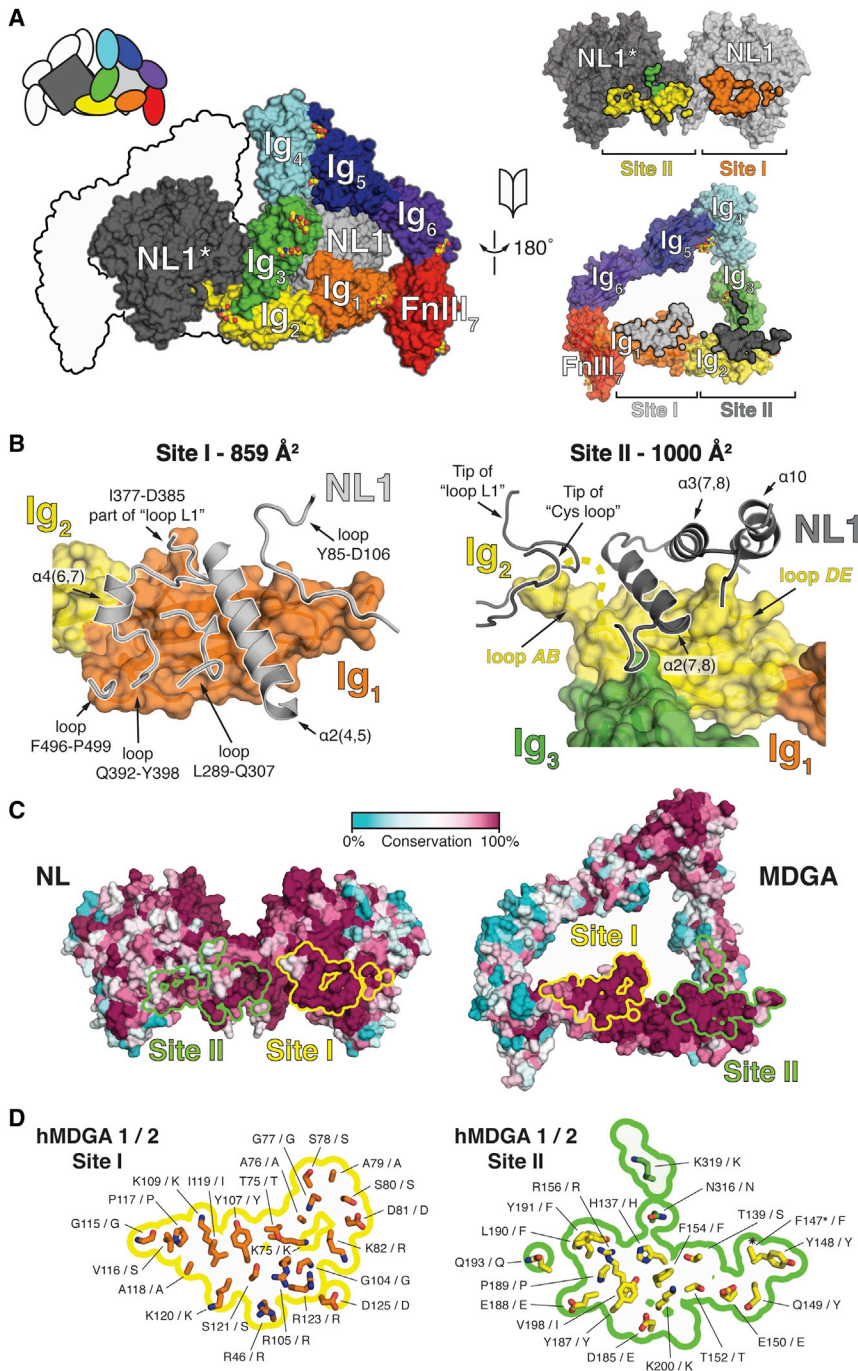 A
Ig4
Ig5
Ig6
NL1*
Ig3
NL1
Ig1
Ig2
FnIII7
180°
NL1*
NL1
Site II
Site I
Ig4
Ig5
Ig6
Ig3
Ig1
Ig2
FnIII7
Site I
Site II
B
Site I - 859 Å²
I377-D385
part of “loop L1”
NL1
Ig2
loop
Y85-D106
α4(6,7)
Ig1
loop
F496-P499
loop
Q392-Y398
loop
L289-Q307
α2(4,5)
Site II - 1000 Å²
Tip of
“loop L1”
Tip of
“Cys loop”
α3(7,8)
α10
NL1
Ig2
loop DE
loop AB
α2(7,8)
Ig3
Ig1
C
0%
Conservation
100%
NL
MDGA
Site II
Site I
Site I
Site II
D
hMDGA 1 / 2
Site I
G77 / G
S78 / S
A76 / A
A79 / A
K109 / K
I119 / I
T75 / T
S80 / S
P117 / P
Y107 / Y
D81 / D
G115 / G
K75 / K
K82 / R
V116 / S
G104 / G
A118 / A
D125 / D
K120 / K
R123 / R
S121 / S
R105 / R
R46 / R
hMDGA 1 / 2
Site II
K319 / K
R156 / R
N316 / N
Y191 / F
H137 / H
T139 / S
L190 / F
F154 / F
F147* / F
Y148 / Y
Q193 / Q
*
P189 / P
E188 / E
Q149 / Y
V198 / I
E150 / E
Y187 / Y
T152 / T
D185 / E
K200 / K